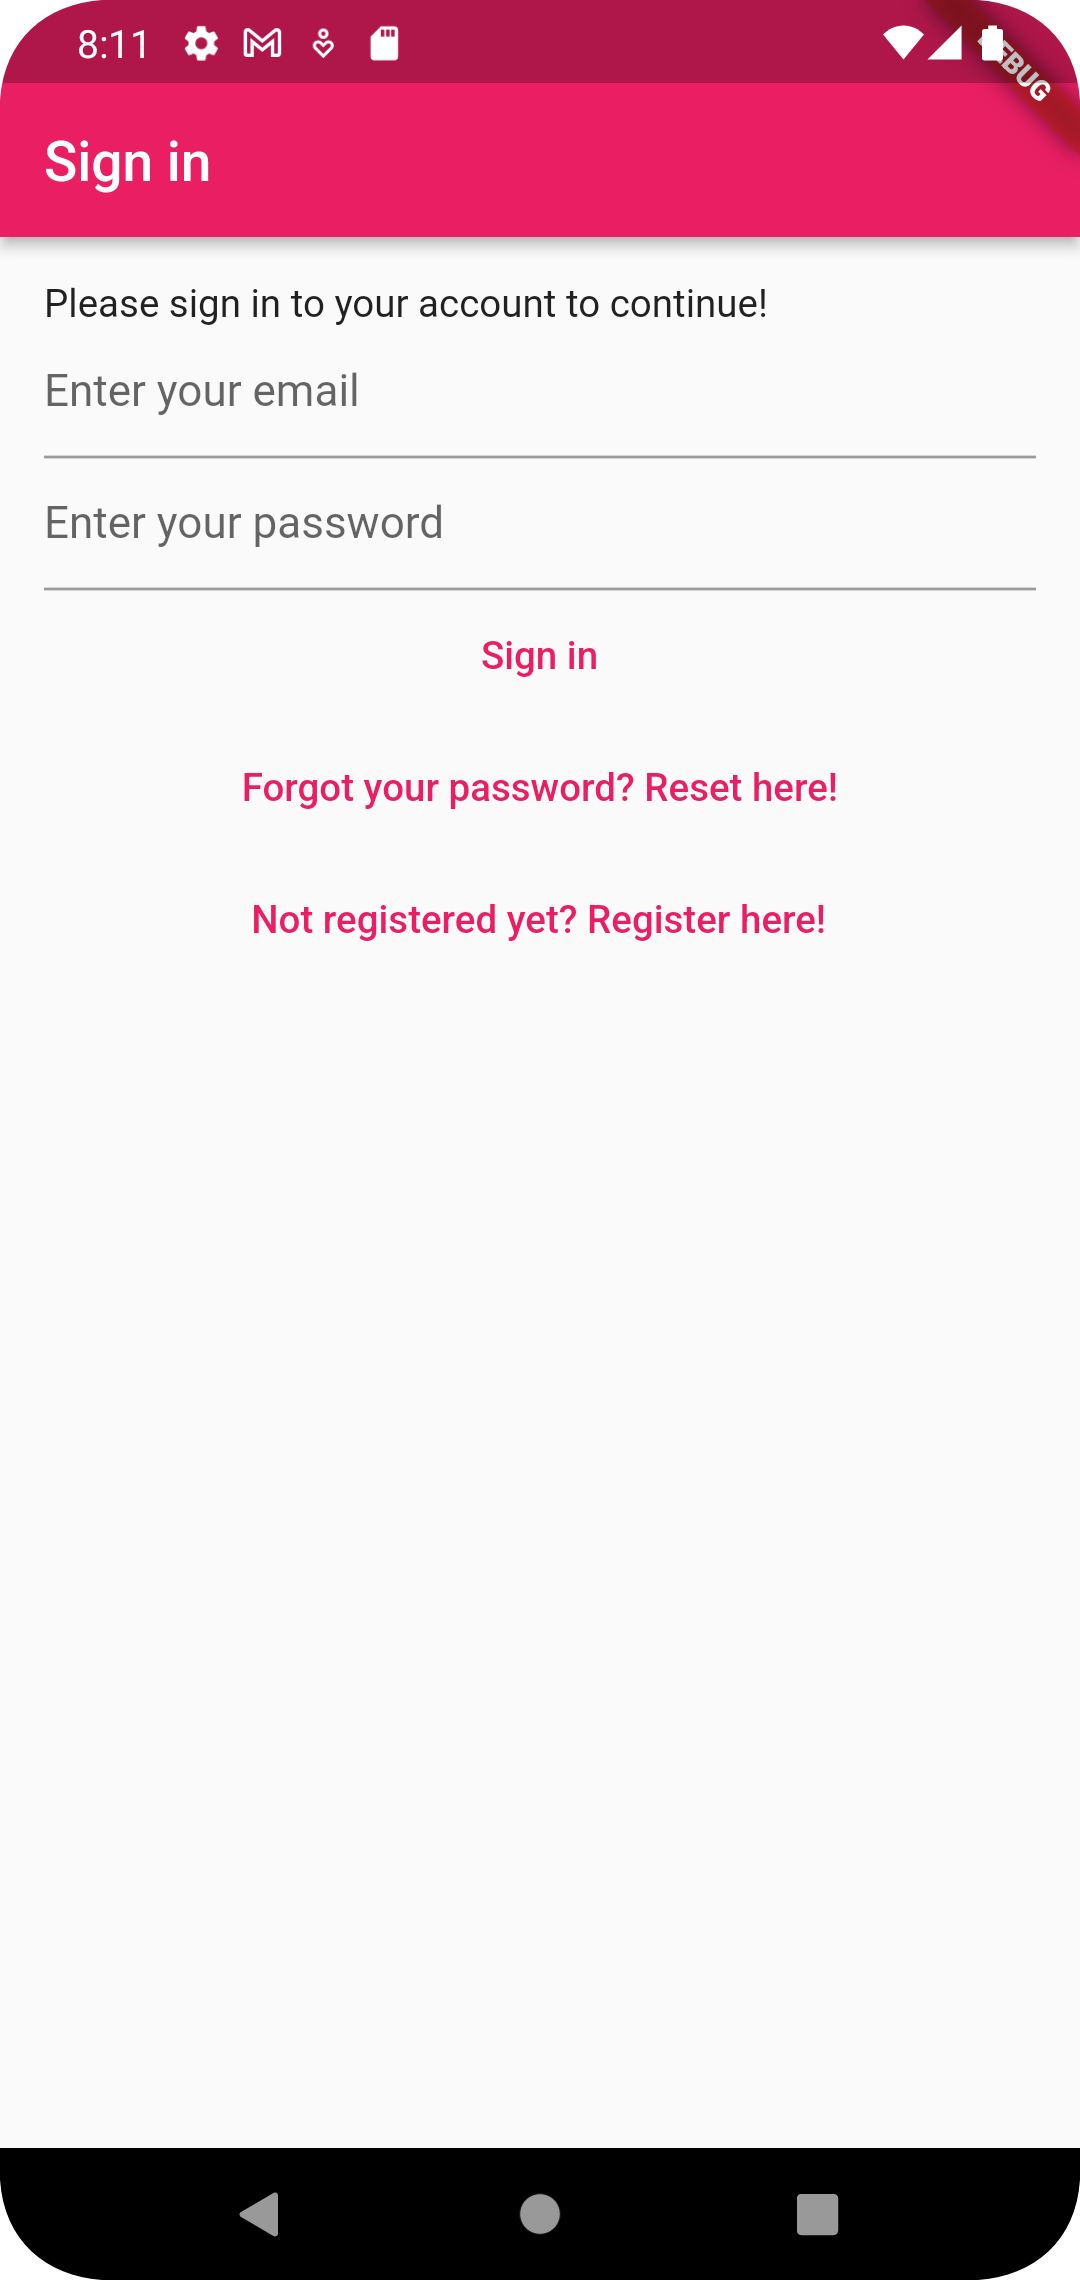 8:11
Sign in
Please sign in to your account to continue!
Enter your email
Enter your password
Sign in
Forgot your password? Reset here!
Not registered yet? Register here!